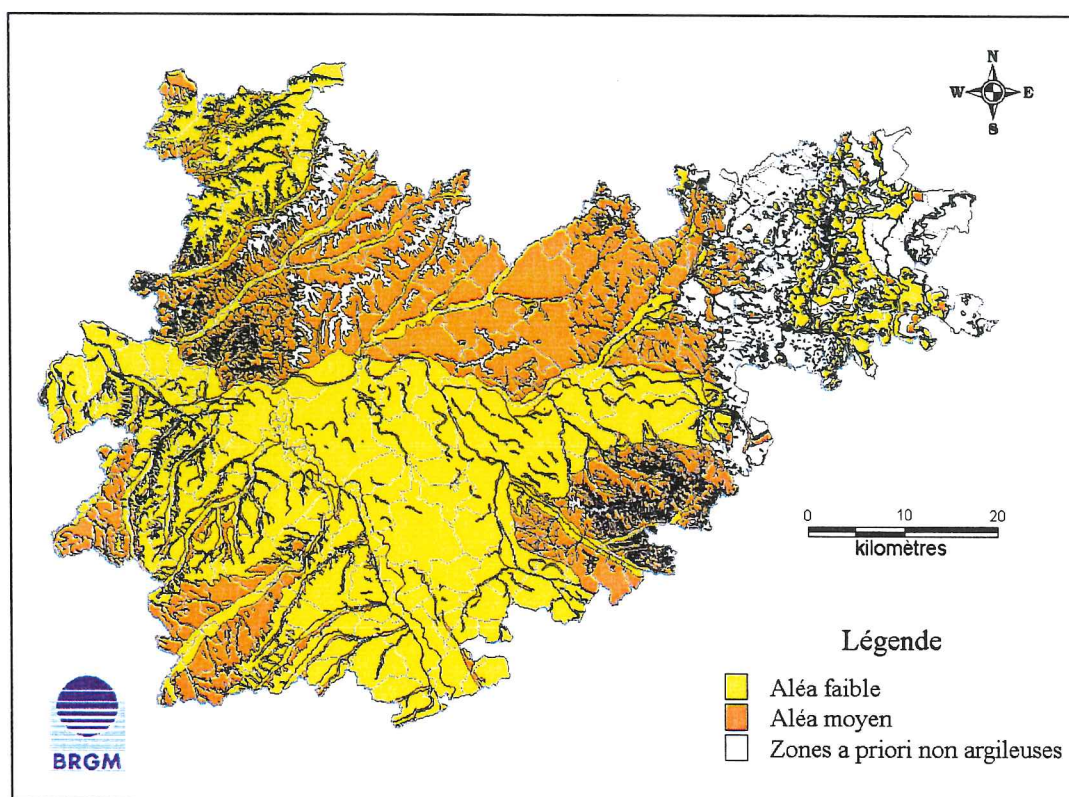 N
W E
S
0 10 20
kilomètres
Légende
Aléa faible
Aléa moyen
Zones a priori non argileuses
BRGM